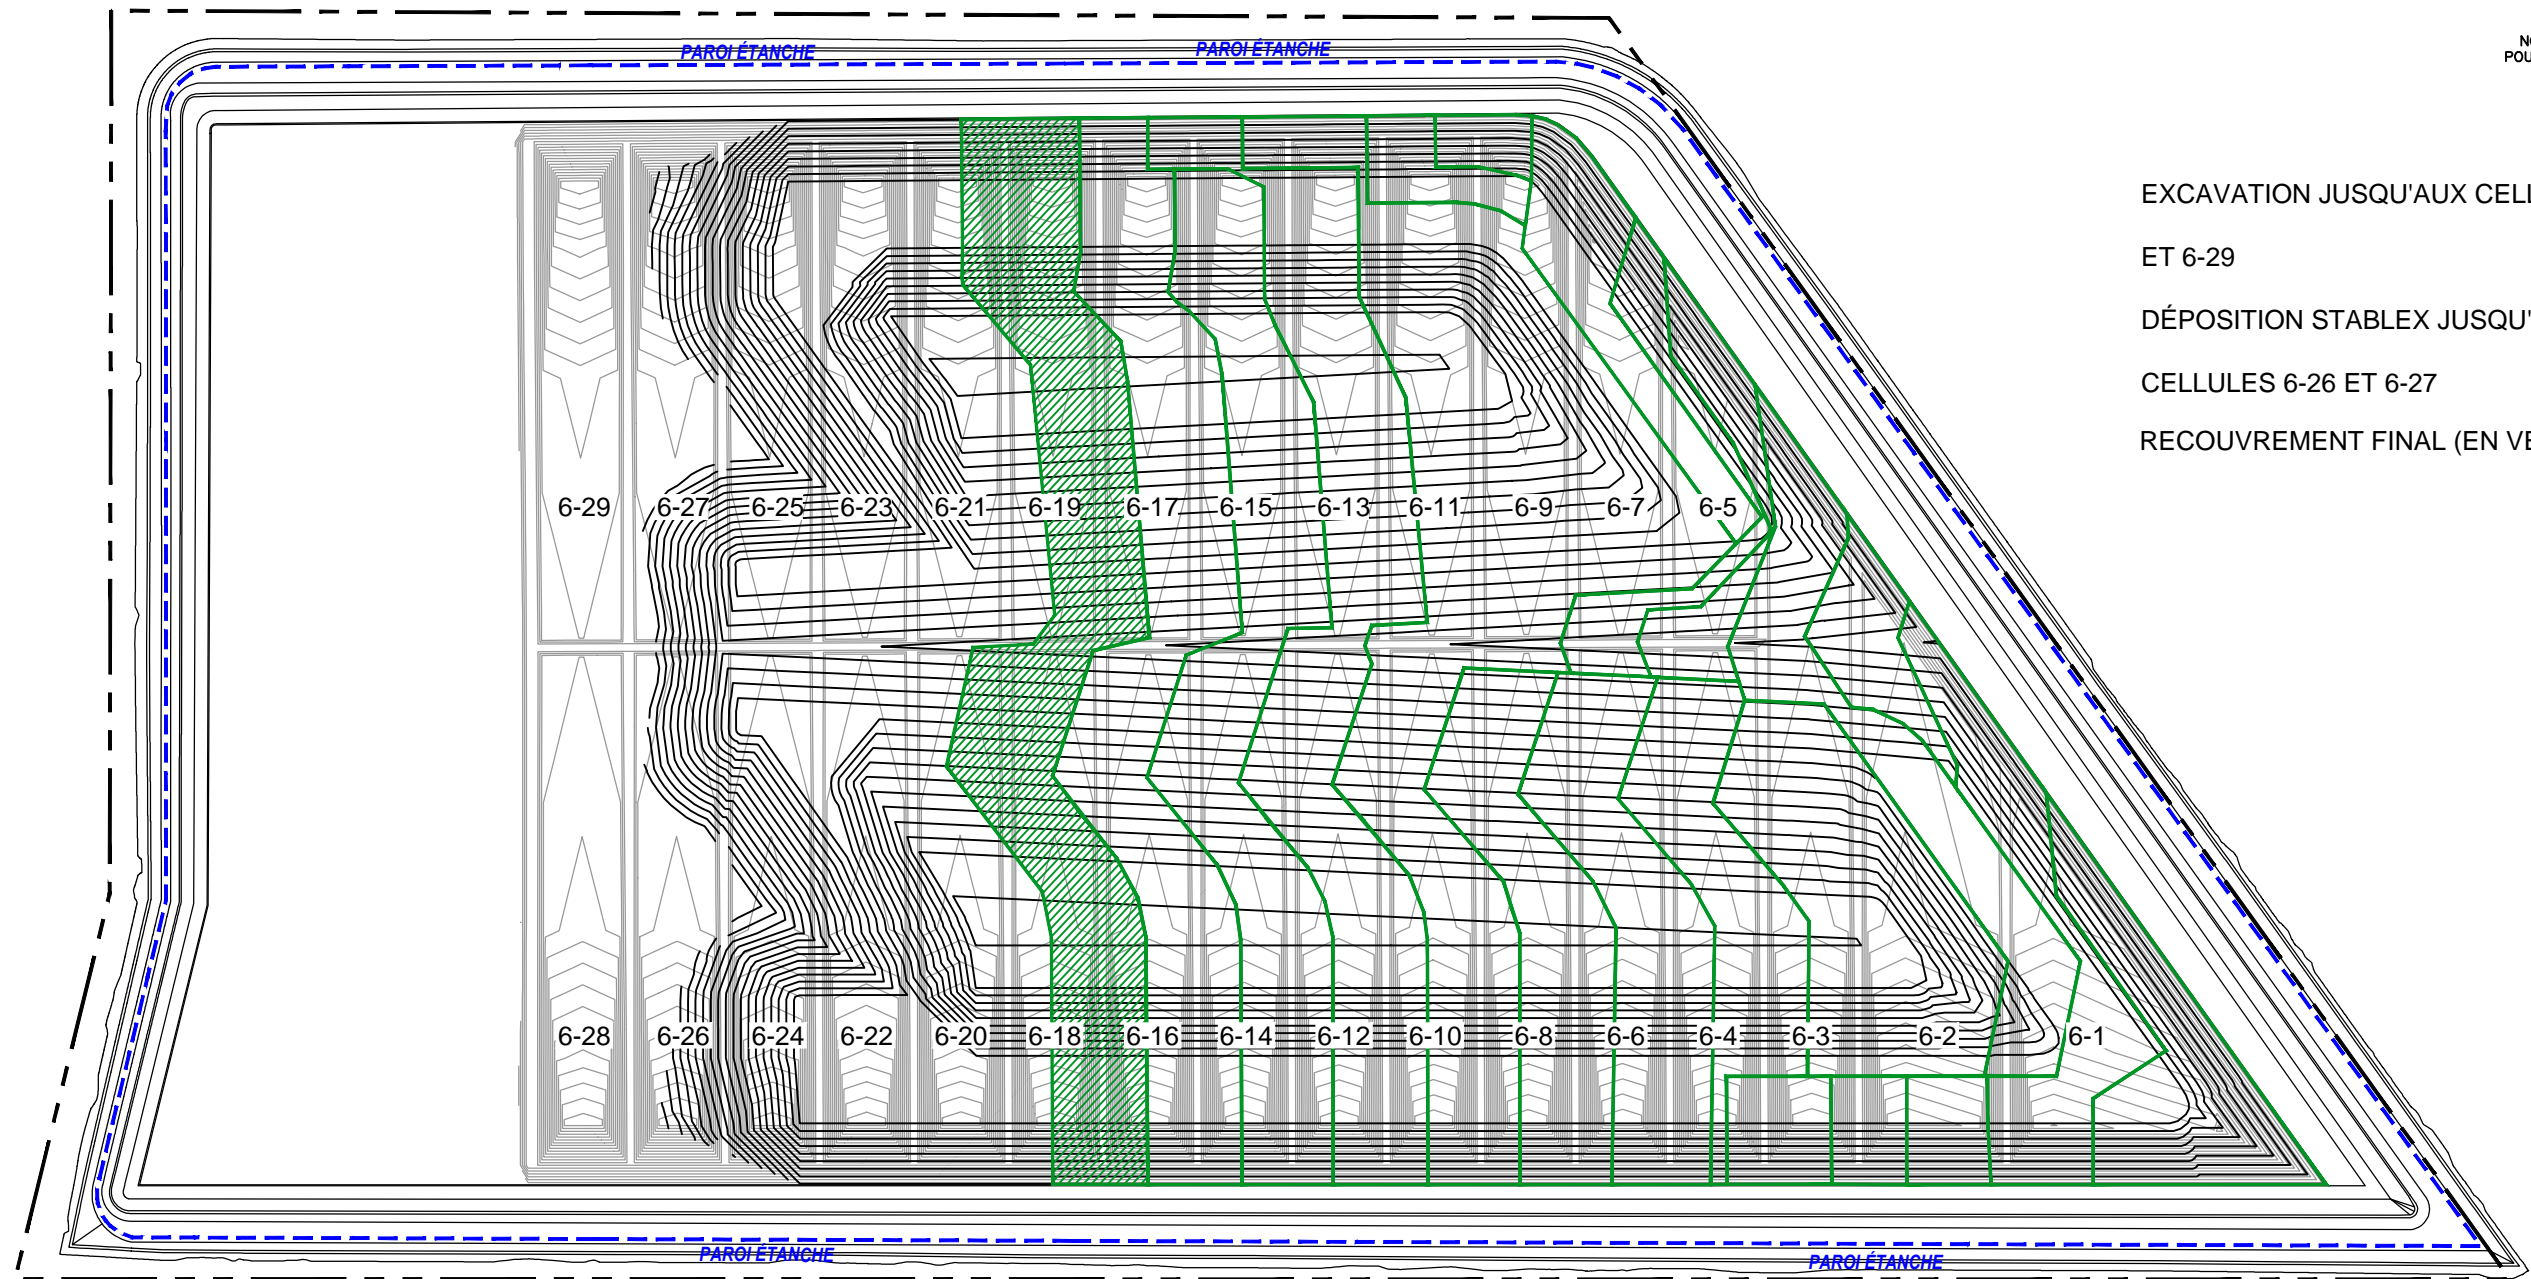 PAROI ÉTANCHE
PAROI ÉTANCHE
EXCAVATION JUSQU'AUX
ET 6-29
DÉPOSITION STABLEX JUSQU'
CELLULES 6-26 ET 6-27
RECOUVREMENT FINAL (EN
6-29 6-27 6-25 6-23 6-21 6-19 6-17 6-15 6-13 6-11 6-9 6-7 6-5
6-28 6-26 6-24 6-22 6-20 6-18 6-16 6-14 6-12 6-10 6-8 6-6 6-4 6-3 6-2 6-1
PAROI ÉTANCHE
PAROI ÉTANCHE